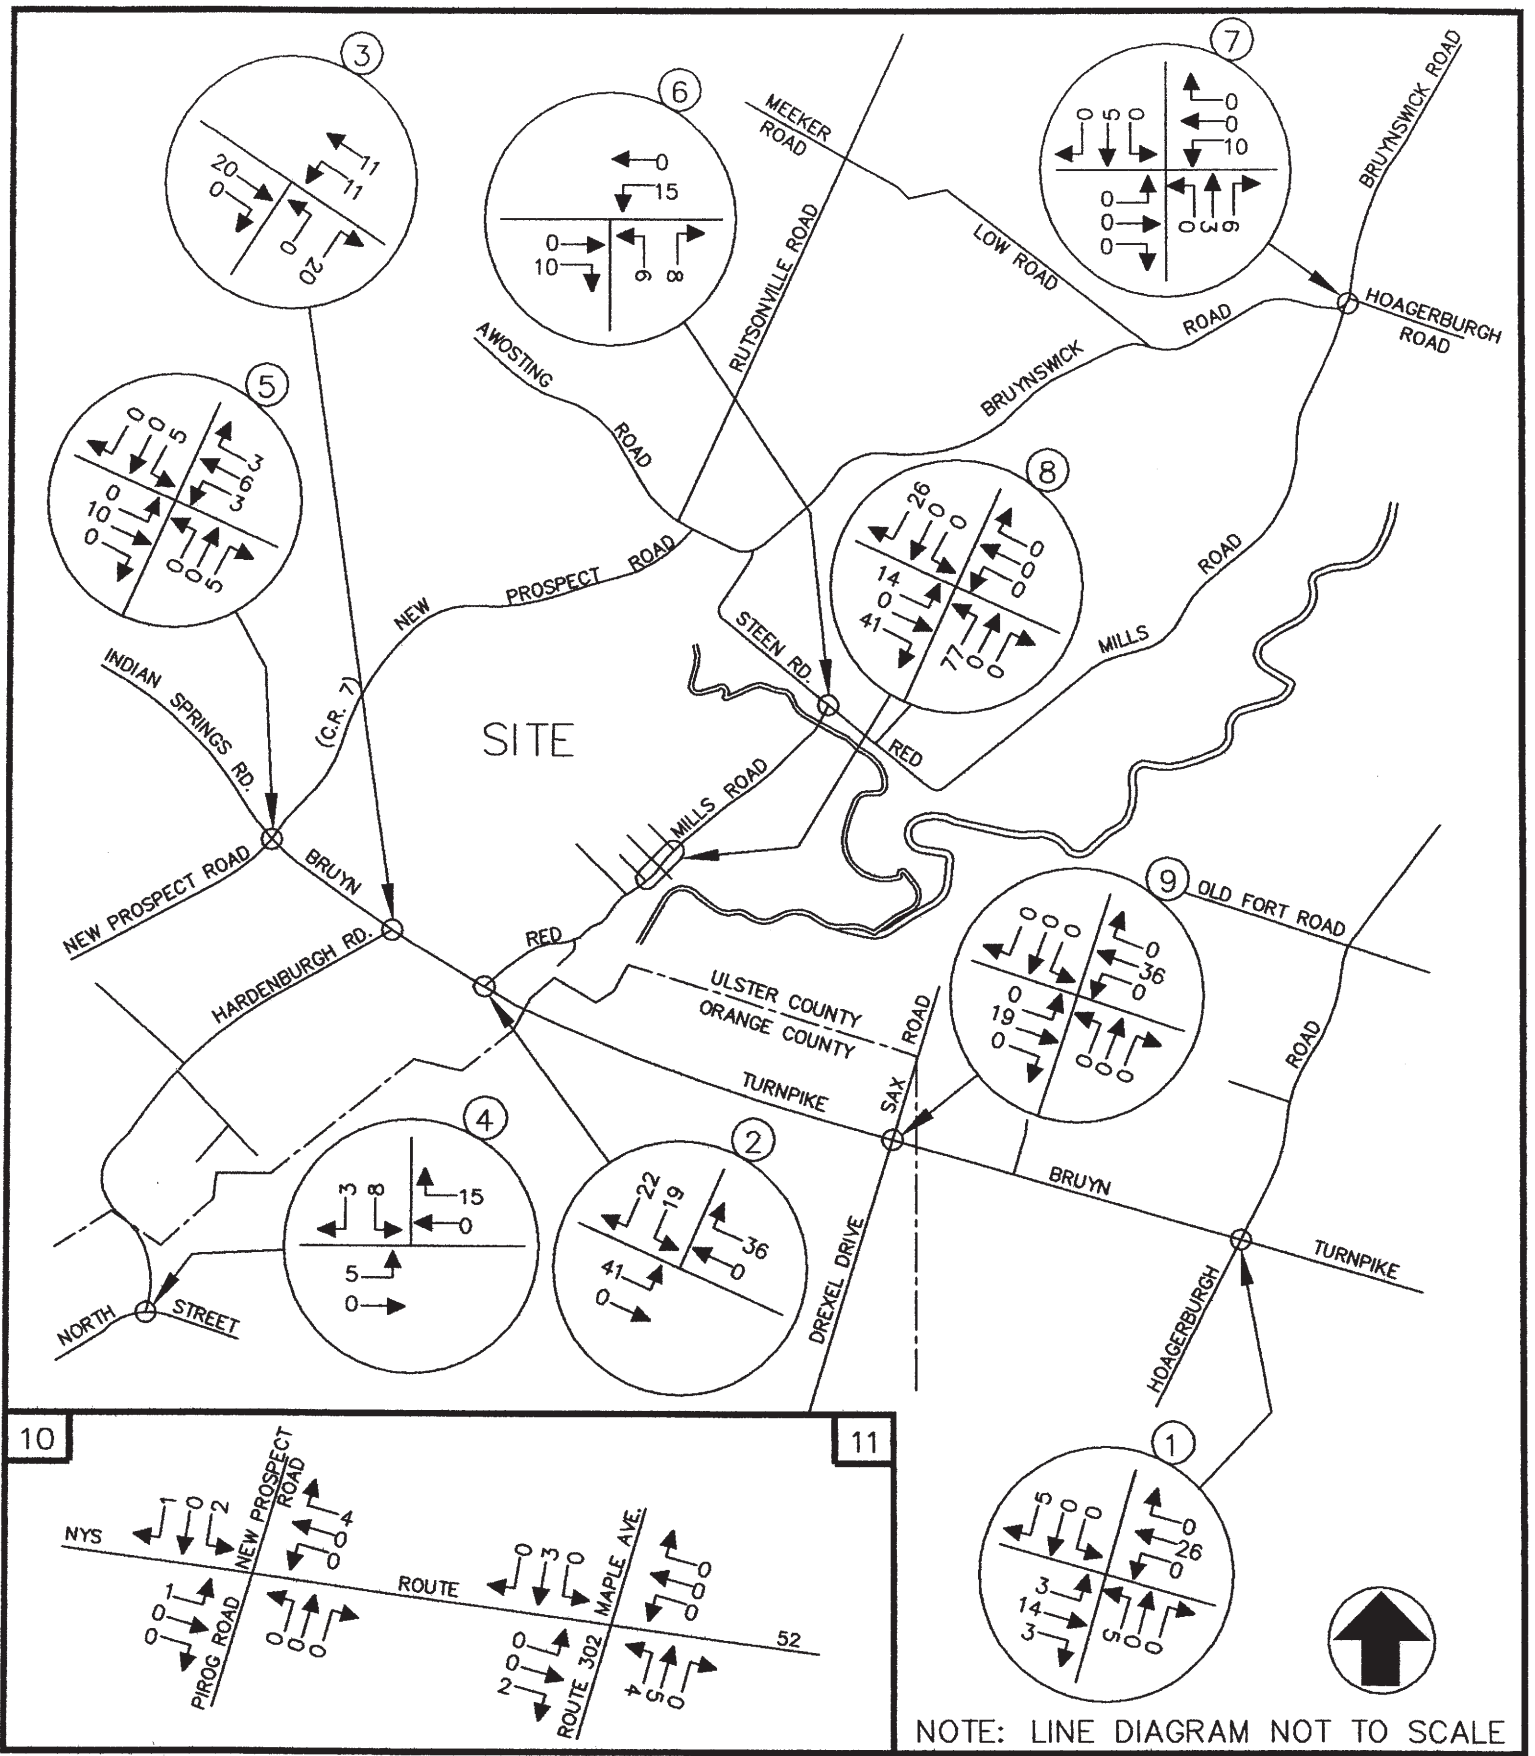 3
11
11
20
0
0
20
6
0
15
0
10
9
8
7
0
5
0
0
0
10
0
0
0
0
3
9
MEEKER
ROAD
LOW ROAD
RUTSONVILLE ROAD
BRUYNSWICK ROAD
HOAGERBURGH
ROAD
BRUYNSWICK
ROAD
AWOSTING
ROAD
5
0
0
5
3
6
3
0
10
0
0
0
5
8
26
0
0
0
0
0
14
0
41
77
0
0
NEW
PROSPECT
ROAD
(C.R. 7)
INDIAN
SPRINGS
RD.
SITE
STEEN RD.
RED
MILLS
ROAD
MILLS ROAD
RED
NEW PROSPECT ROAD
BRUYN
HARDENBURGH RD.
9
0
0
0
0
36
0
0
19
0
0
0
0
OLD FORT ROAD
ULSTER COUNTY
ORANGE COUNTY
SAX
ROAD
TURNPIKE
BRUYN
TURNPIKE
ROAD
HOAGERBURGH
DREXEL DRIVE
4
3
8
15
0
5
0
2
22
19
36
0
41
0
NORTH
STREET
1
5
0
0
0
26
0
3
14
3
5
0
0
10
11
NYS
ROUTE
52
NEW PROSPECT
ROAD
PIROG ROAD
1
0
2
4
0
0
1
0
0
0
0
0
MAPLE AVE.
ROUTE 302
0
3
0
0
0
0
0
0
2
4
5
0
NOTE: LINE DIAGRAM NOT TO SCALE